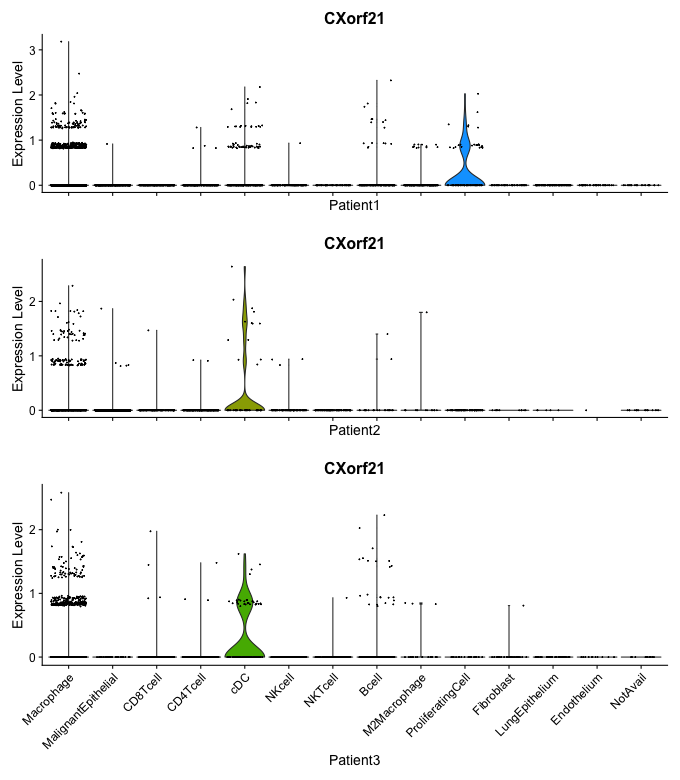 CXorf21
Expression Level
3
2
1
0
Patient1
CXorf21
Expression Level
2
1
0
Patient2
CXorf21
Expression Level
2
1
0
Macrophage
MalignantEpithelial
CD8Tcell
CD4Tcell
cDC
NKcell
NKTcell
Bcell
M2Macrophage
ProliferatingCell
Fibroblast
LungEpithelium
Endothelium
NotAvail
Patient3